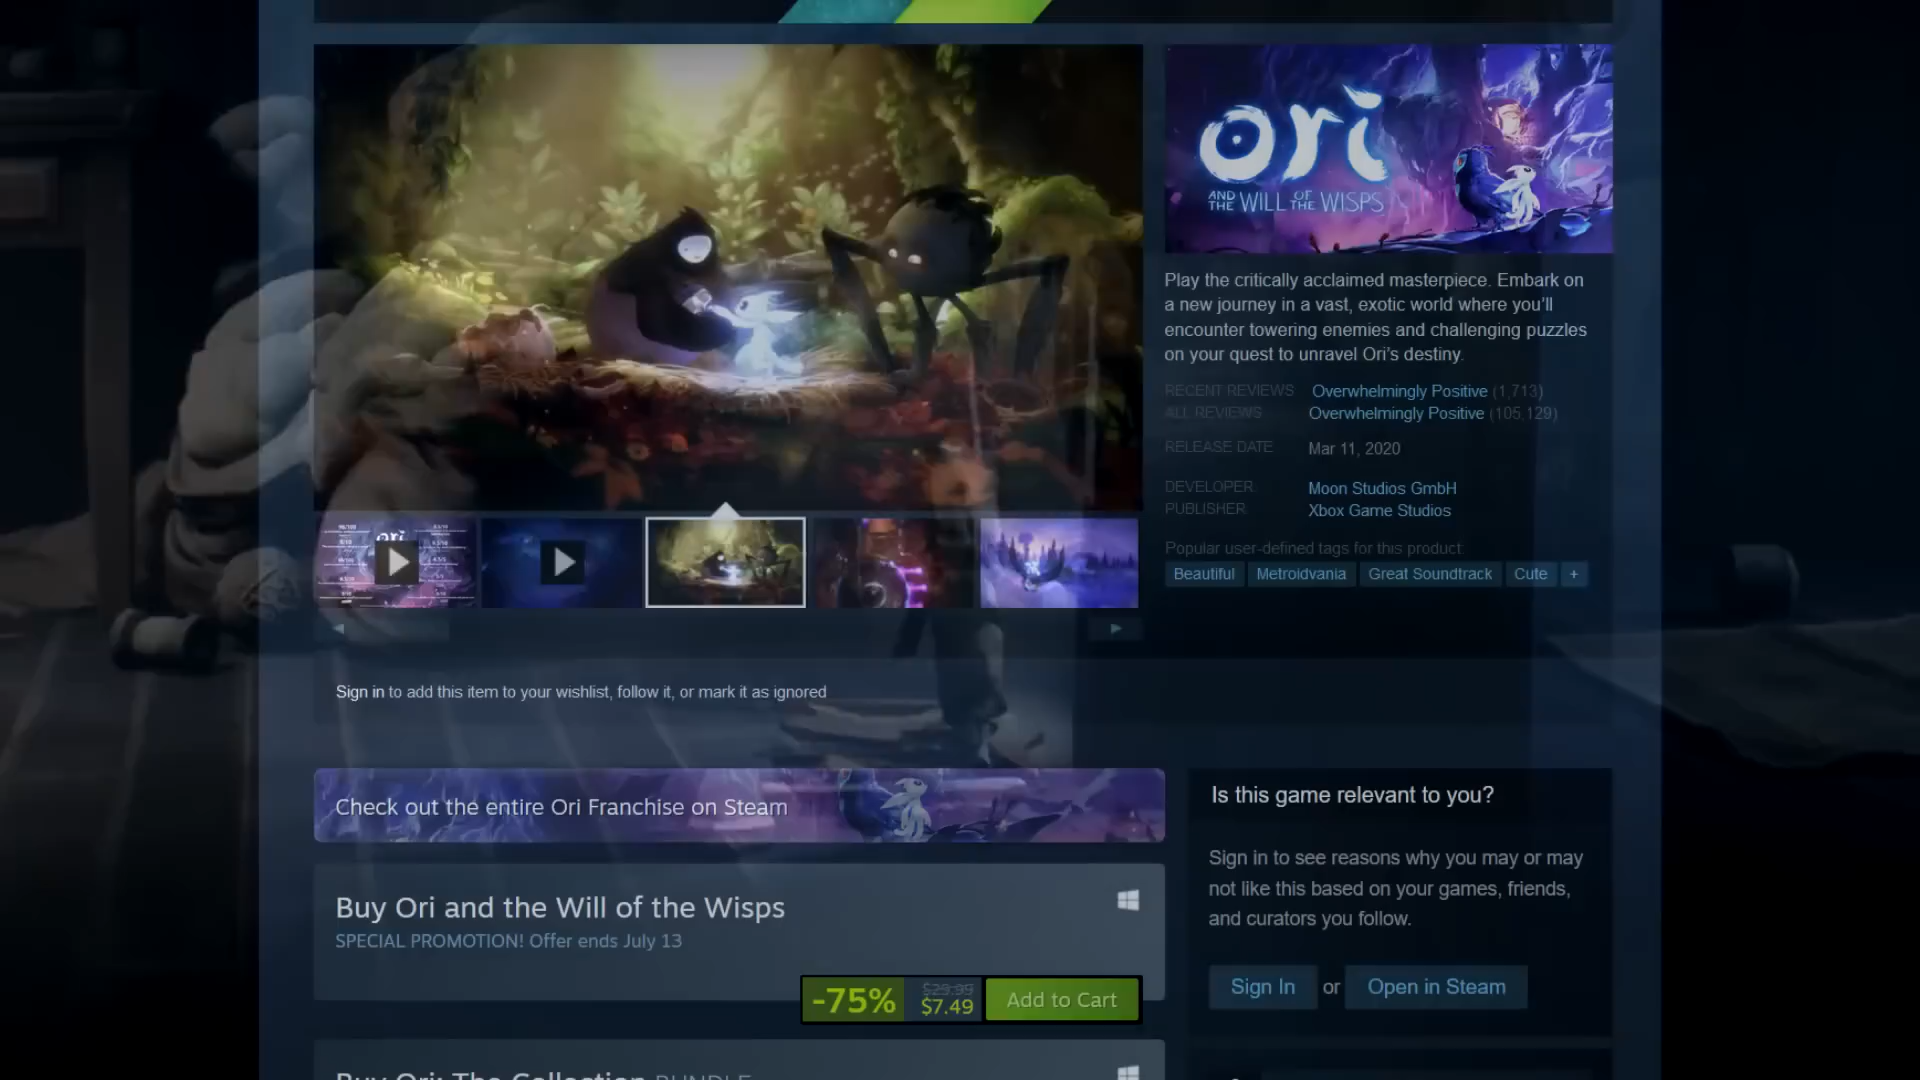 ori
AND THE WILL OF THE WISPS
Play the critically acclaimed masterpiece. Embark on
a new journey in a vast, exotic world where you'll
encounter towering enemies and challenging puzzles
on your quest to unravel Ori's destiny.
RECENT REVIEWS Overwhelmingly Positive (1,713)
ALL REVIEWS Overwhelmingly Positive (105,129)
RELEASE DATE Mar 11, 2020
DEVELOPER Moon Studios GmbH
PUBLISHER Xbox Game Studios
Popular user-defined tags for this product:
Beautiful Metroidvania Great Soundtrack Cute +
ori
Sign in to add this item to your wishlist, follow it, or mark it as ignored
Check out the entire Ori Franchise on Steam
Buy Ori and the Will of the Wisps
SPECIAL PROMOTION! Offer ends July 13
-75% $29.99 $7.49 Add to Cart
Is this game relevant to you?
Sign in to see reasons why you may or may
not like this based on your games, friends,
and curators you follow.
Sign In or Open in Steam
Buy Ori: The Collection BUNDLE